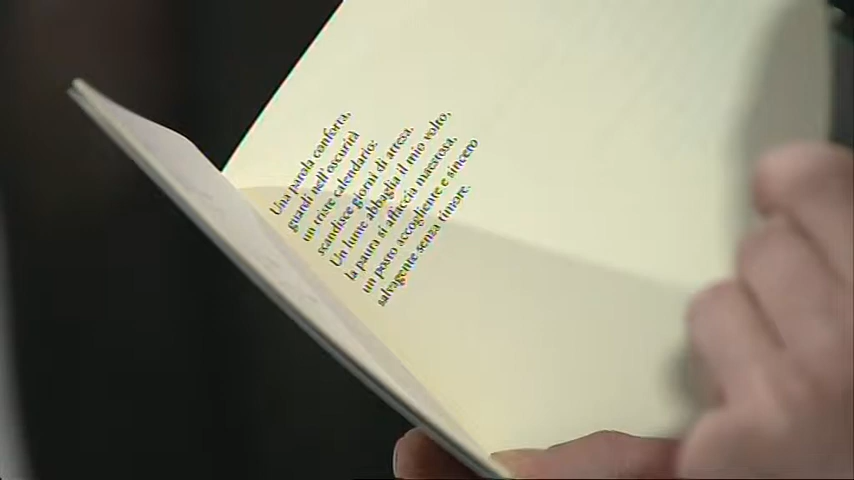 Una parola conforta,
guardi nell'oscurità
un triste calendario:
scandisce giorni di attesa.
Un lume abbaglia il mio volto,
la paura si affaccia maestosa,
un posto accogliente e sincero
salvagente senza timore.